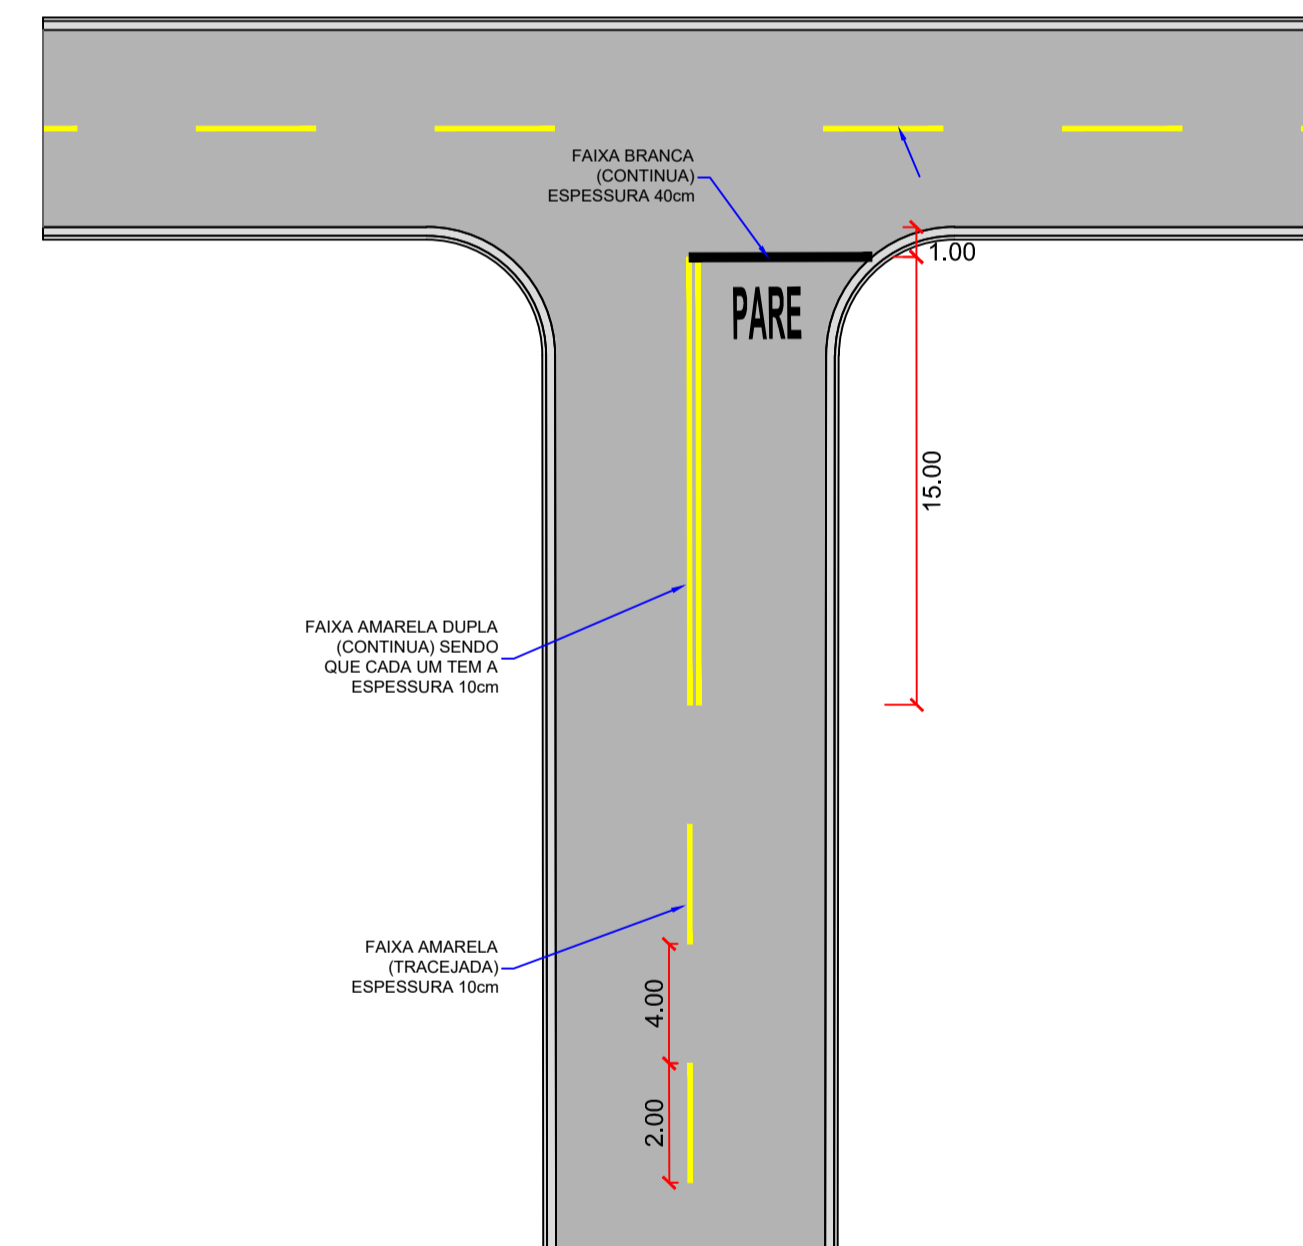 FAIXA BRANCA
(CONTINUA)
ESPESSURA 40cm
1.00
PARE
15.00
FAIXA AMARELA DUPLA
(CONTINUA) SENDO
QUE CADA UM TEM A
ESPESSURA 10cm
FAIXA AMARELA
(TRACEJADA)
ESPESSURA 10cm
4.00
2.00